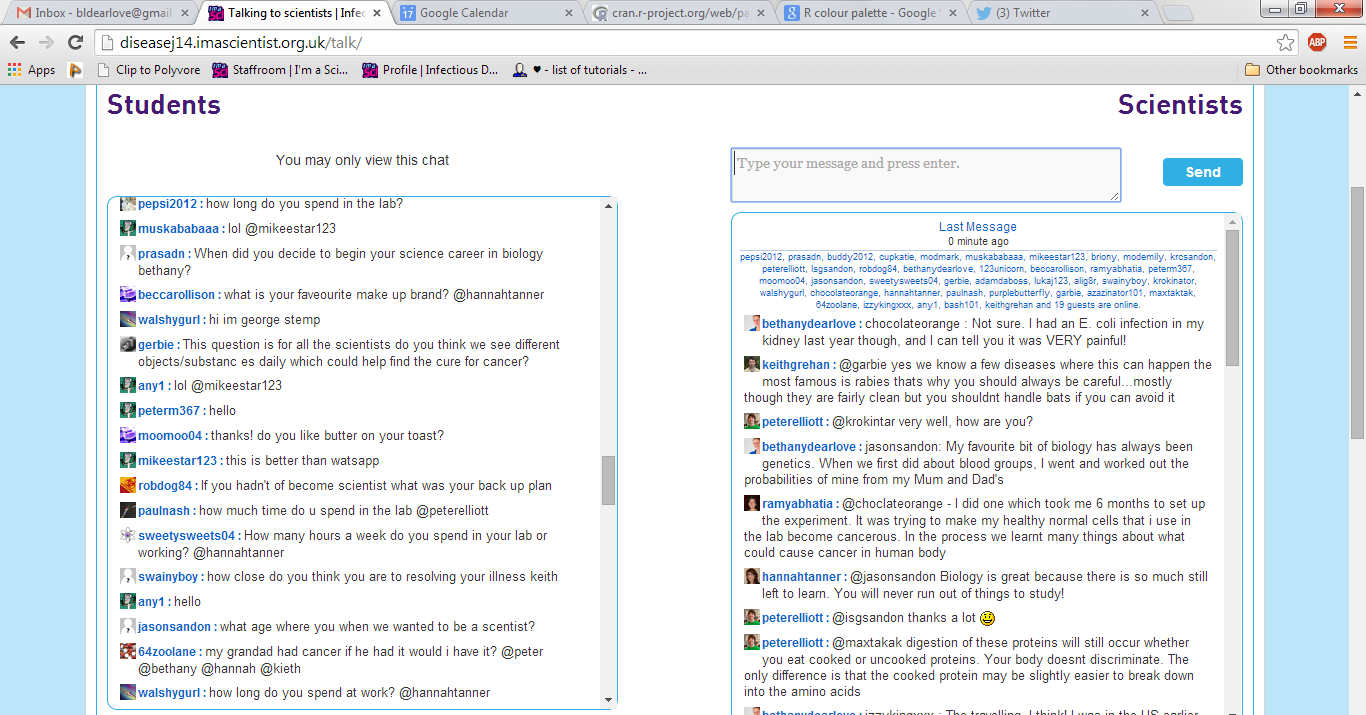 Inbox - bldearlove@gmail
Talking to scientists | Infec
Google Calendar
cran.r-project.org/web/pa
R colour palette - Google
(3) Twitter
diseasej14.imascientist.org.uk/talk/
ABP
Apps
Clip to Polyvore
Staffroom | I'm a Sci...
Profile | Infectious D...
♥ - list of tutorials - ...
Other bookmarks
Students
You may only view this chat
pepsi2012 : how long do you spend in the lab?
muskababaaa : lol @mikeestar123
prasadn : When did you decide to begin your science career in biology
bethany?
beccarollison : what is your faveourite make up brand? @hannahtanner
walshygurl : hi im george stemp
gerbie : This question is for all the scientists do you think we see different
objects/substanc es daily which could help find the cure for cancer?
any1 : lol @mikeestar123
peterm367 : hello
moomoo04 : thanks! do you like butter on your toast?
mikeestar123 : this is better than watsapp
robdog84 : If you hadn't of become scientist what was your back up plan
paulnash : how much time do u spend in the lab @peterelliott
sweetysweets04 : How many hours a week do you spend in your lab or
working? @hannahtanner
swainyboy : how close do you think you are to resolving your illness keith
any1 : hello
jasonsandon : what age where you when we wanted to be a scentist?
64zoolane : my grandad had cancer if he had it would i have it? @peter
@bethany @hannah @kieth
walshygurl : how long do you spend at work? @hannahtanner
Scientists
Type your message and press enter.
Send
Last Message
0 minute ago
pepsi2012, prasadn, buddy2012, cupkatie, modmark, muskababaaa, mikeestar123, briony, modemily, krosandon,
peterelliott, lsgsandon, robdog84, bethanydearlove, 123unicorn, beccarollison, ramyabhatia, peterm367,
moomoo04, jasonsandon, sweetysweets04, gerbie, adamdaboss, lukaj123, alig8r, swainyboy, krokinator,
walshygurl, chocolateorange, hannahtanner, paulnash, purplebutterfly, garbie, azazinator101, maxtaktak,
64zoolane, izzykingxxx, any1, bash101, keithgrehan and 19 guests are online.
bethanydearlove : chocolateorange : Not sure. I had an E. coli infection in my
kidney last year though, and I can tell you it was VERY painful!
keithgrehan : @garbie yes we know a few diseases where this can happen the
most famous is rabies thats why you should always be careful...mostly
though they are fairly clean but you shouldnt handle bats if you can avoid it
peterelliott : @krokintar very well, how are you?
bethanydearlove : jasonsandon: My favourite bit of biology has always been
genetics. When we first did about blood groups, I went and worked out the
probabilities of mine from my Mum and Dad's
ramyabhatia : @choclateorange - I did one which took me 6 months to set up
the experiment. It was trying to make my healthy normal cells that i use in
the lab become cancerous. In the process we learnt many things about what
could cause cancer in human body
hannahtanner : @jasonsandon Biology is great because there is so much still
left to learn. You will never run out of things to study!
peterelliott : @isgsandon thanks a lot
peterelliott : @maxtakak digestion of these proteins will still occur whether
you eat cooked or uncooked proteins. Your body doesnt discriminate. The
only difference is that the cooked protein may be slightly easier to break down
into the amino acids
bethanydearlove : izzykingxxx : The travelling, I think! I was in the US earlier